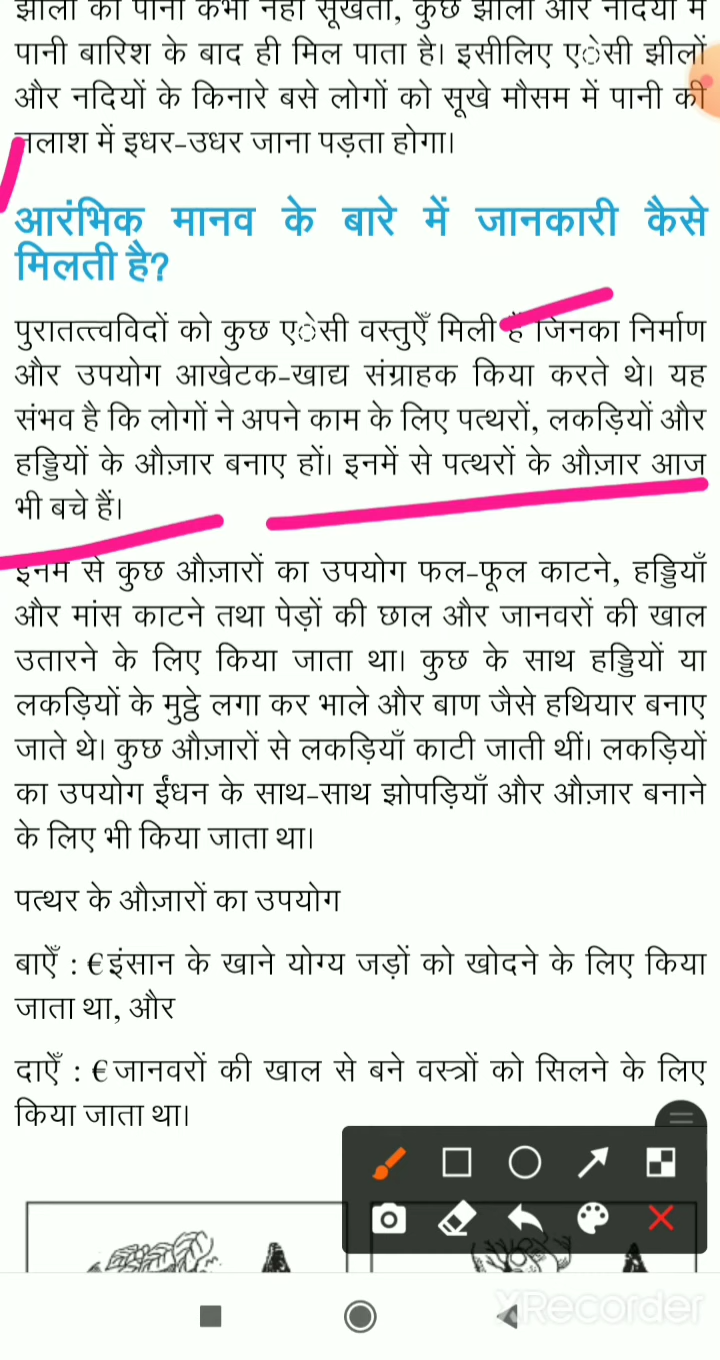 झीलों का पानी कभी नहीं सूखता, कुछ झीलों और नदियों में
पानी बारिश के बाद ही मिल पाता है। इसीलिए एेसी झीलों
और नदियों के किनारे बसे लोगों को सूखे मौसम में पानी की
तलाश में इधर-उधर जाना पड़ता होगा।
आरंभिक मानव के बारे में जानकारी कैसे
मिलती है?
पुरातत्त्वविदों को कुछ एेसी वस्तुएँ मिली हैं जिनका निर्माण
और उपयोग आखेटक-खाद्य संग्राहक किया करते थे। यह
संभव है कि लोगों ने अपने काम के लिए पत्थरों, लकड़ियों और
हड्डियों के औज़ार बनाए हों। इनमें से पत्थरों के औज़ार आज
भी बचे हैं।
इनमें से कुछ औज़ारों का उपयोग फल-फूल काटने, हड्डियाँ
और मांस काटने तथा पेड़ों की छाल और जानवरों की खाल
उतारने के लिए किया जाता था। कुछ के साथ हड्डियों या
लकड़ियों के मुट्ठे लगा कर भाले और बाण जैसे हथियार बनाए
जाते थे। कुछ औज़ारों से लकड़ियाँ काटी जाती थीं। लकड़ियों
का उपयोग ईंधन के साथ-साथ झोपड़ियाँ और औज़ार बनाने
के लिए भी किया जाता था।
पत्थर के औज़ारों का उपयोग
बाएँ : €इंसान के खाने योग्य जड़ों को खोदने के लिए किया
जाता था, और
दाएँ : €जानवरों की खाल से बने वस्त्रों को सिलने के लिए
किया जाता था।
XRecorder